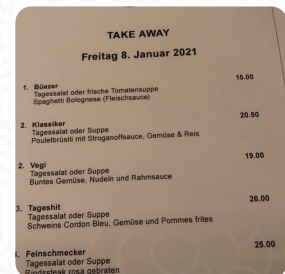 TAKE AWAY
Freitag 8. Januar 2021
1. Büezer 15.00
Tagessalat oder frische Tomatensuppe
Spaghetti Bolognese (Fleischsauce)
2. Klassiker 20.50
Tagessalat oder Suppe
Pouletbrüstli mit Stroganoffsauce, Gemüse & Reis
2. Vegi 19.00
Tagessalat oder Suppe
Buntes Gemüse, Nudeln und Rahmsauce
3. Tageshit 26.00
Tagessalat oder Suppe
Schweins Cordon Bleu, Gemüse und Pommes frites
4. Feinschmecker 25.00
Tagessalat oder Suppe
Rindssteak rosa gebraten